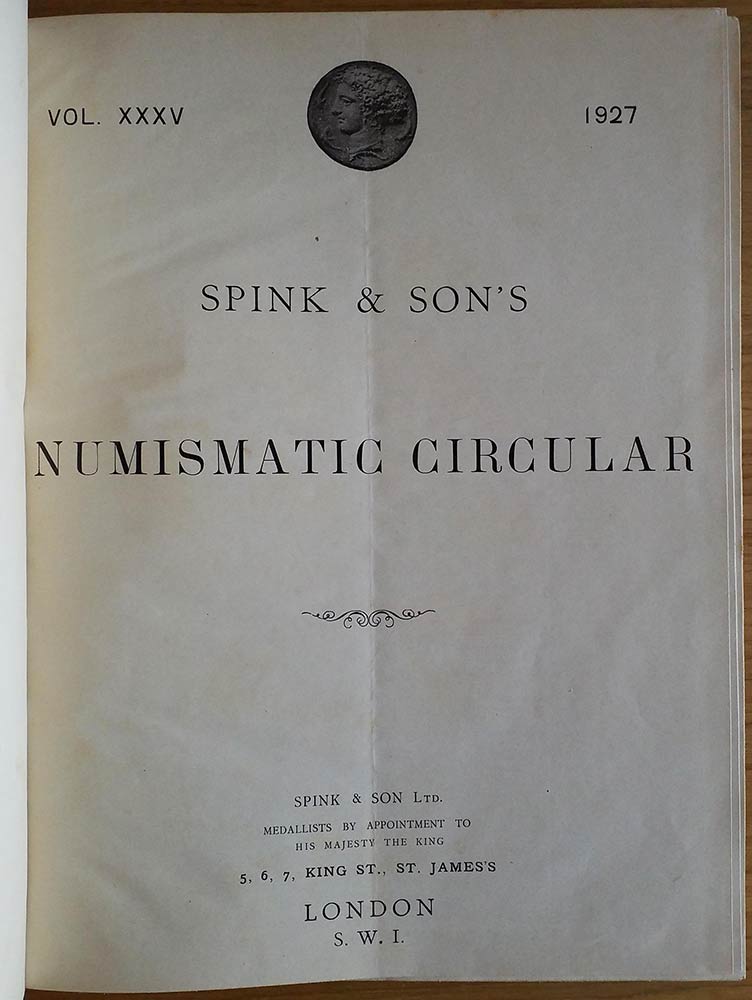 VOL. XXXV 1927
SPINK & SON'S
NUMISMATIC CIRCULAR
SPINK & SON LTD.
MEDALLISTS BY APPOINTMENT TO
HIS MAJESTY THE KING
5, 6, 7, KING ST., ST. JAMES'S
LONDON
S. W. I.